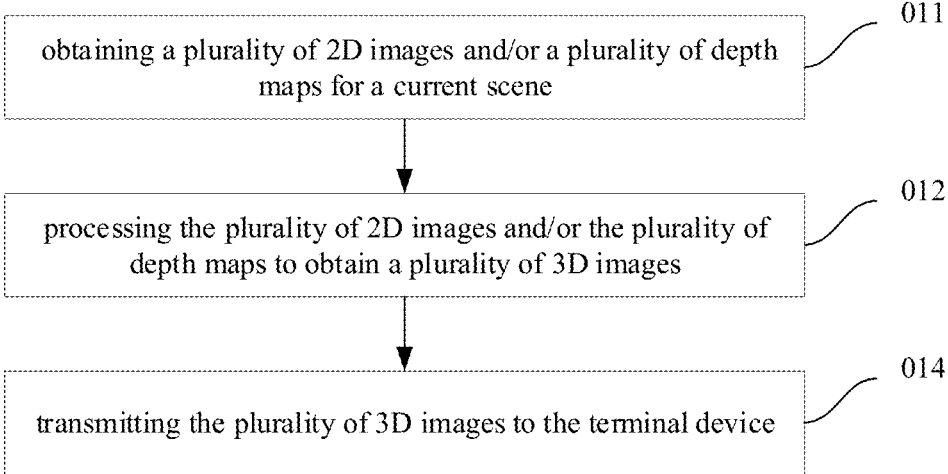 011
obtaining a plurality of 2D images and/or a plurality of depth
maps for a current scene
012
processing the plurality of 2D images and/or the plurality of
depth maps to obtain a plurality of 3D images
014
transmitting the plurality of 3D images to the terminal device